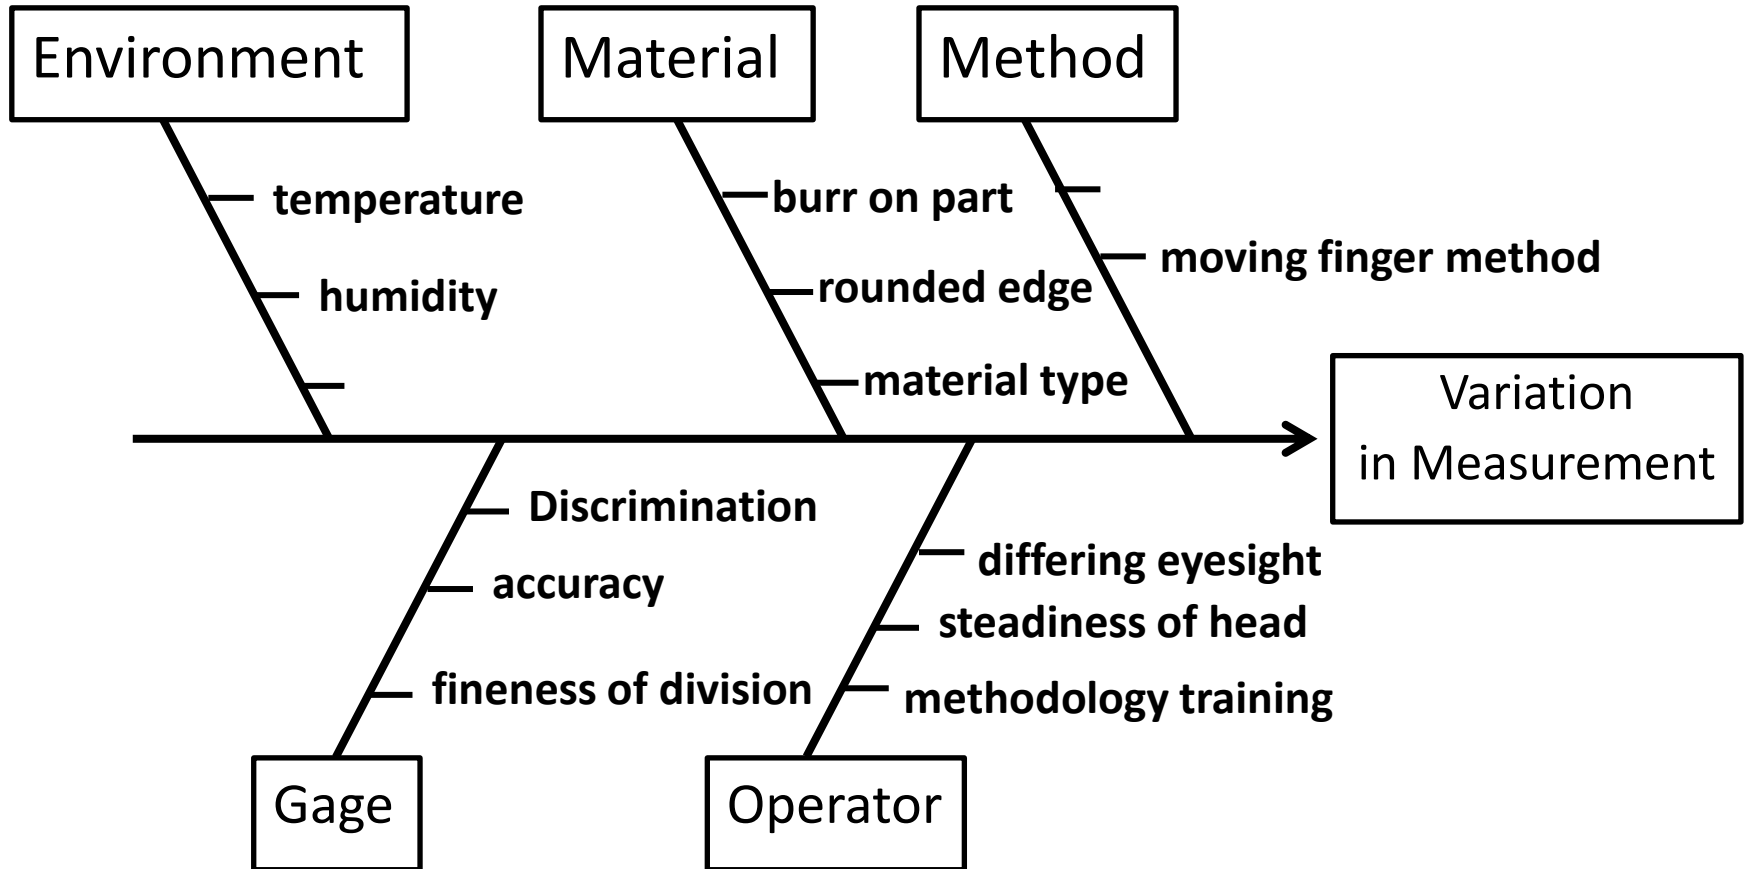 Environment
Material
Method
temperature
burr on part
moving finger method
humidity
rounded edge
material type
Variation
in Measurement
Discrimination
differing eyesight
accuracy
steadiness of head
fineness of division
methodology training
Gage
Operator